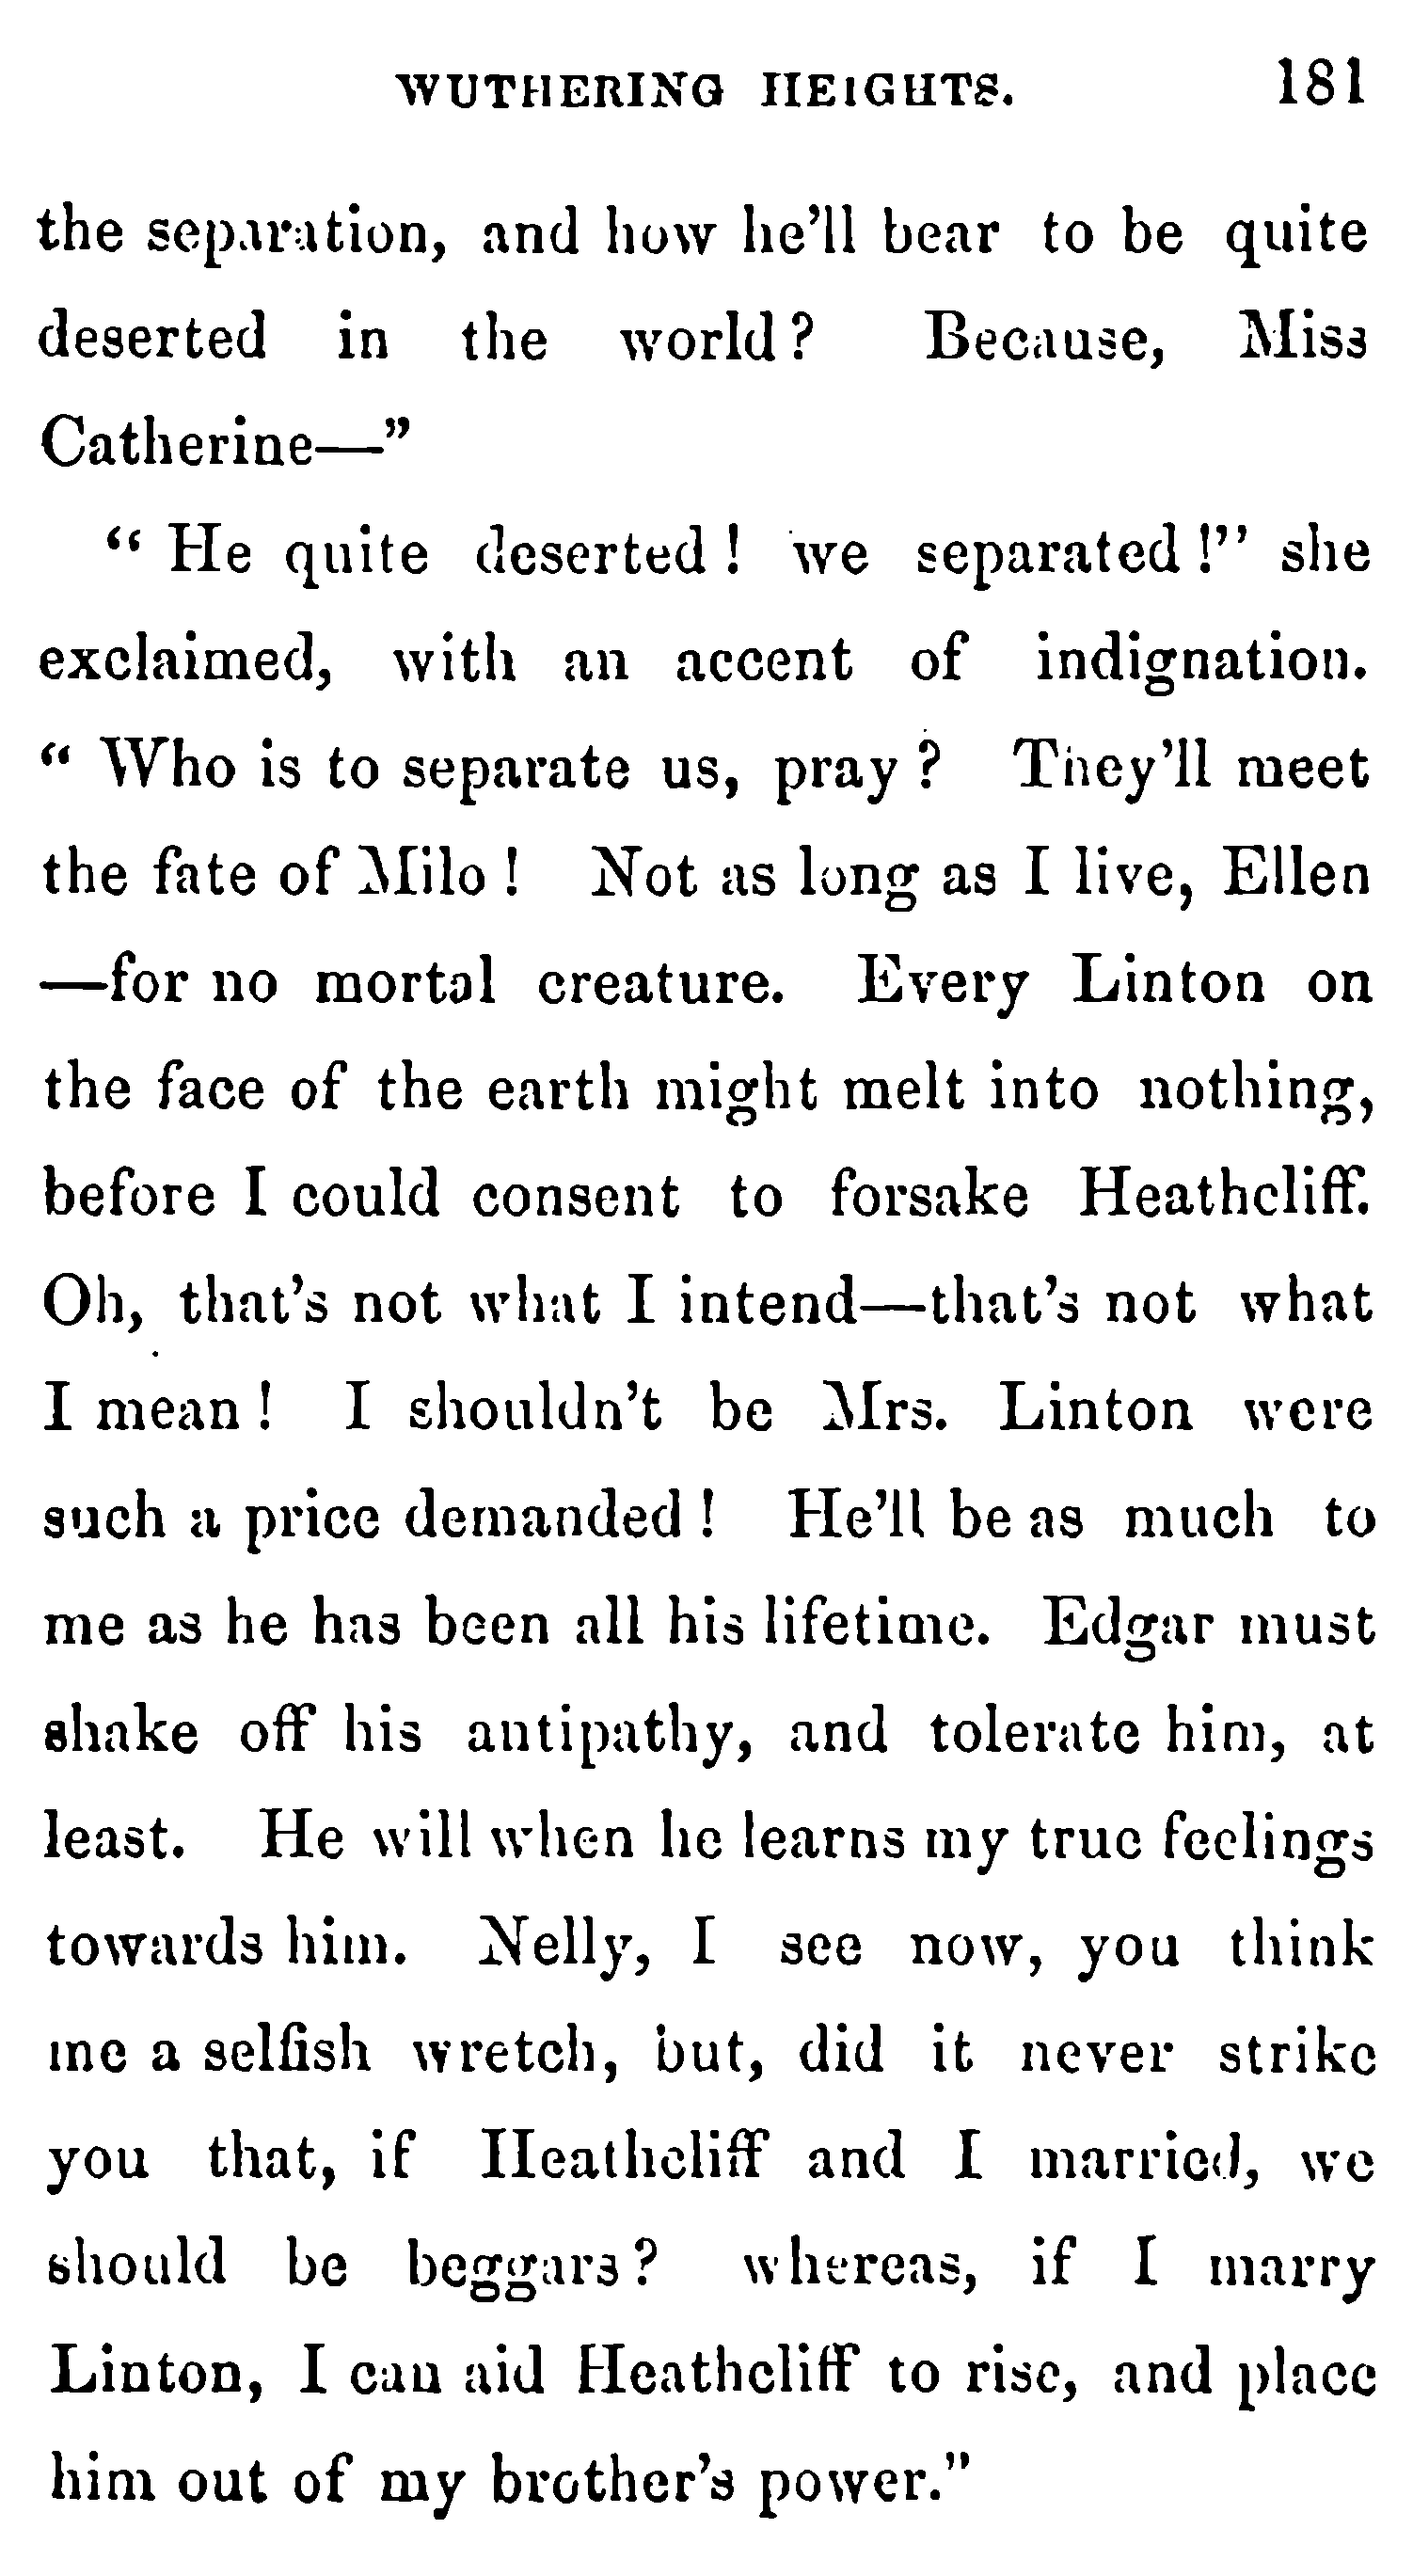 WUTHERING HEIGHTS. 181
the separation, and how he'll bear to be quite
deserted in the world? Because, Miss
Catherine—"
"He quite deserted! we separated!" she
exclaimed, with an accent of indignation.
"Who is to separate us, pray? They'll meet
the fate of Milo! Not as long as I live, Ellen
—for no mortal creature. Every Linton on
the face of the earth might melt into nothing,
before I could consent to forsake Heathcliff.
Oh, that's not what I intend—that's not what
I mean! I shouldn't be Mrs. Linton were
such a price demanded! He'll be as much to
me as he has been all his lifetime. Edgar must
shake off his antipathy, and tolerate him, at
least. He will when he learns my true feelings
towards him. Nelly, I see now, you think
me a selfish wretch, but, did it never strike
you that, if Heathcliff and I married, we
should be beggars? whereas, if I marry
Linton, I can aid Heathcliff to rise, and place
him out of my brother's power."